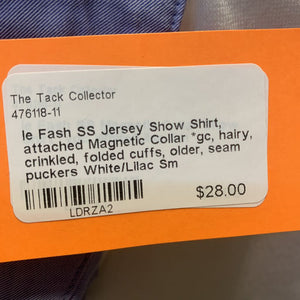 The Tack Collector
476118-11
le Fash SS Jersey Show Shirt,
attached Magnetic Collar *gc, hairy,
crinkled, folded cuffs, older, seam
puckers White/Lilac Sm
$28.00
LDRZA2